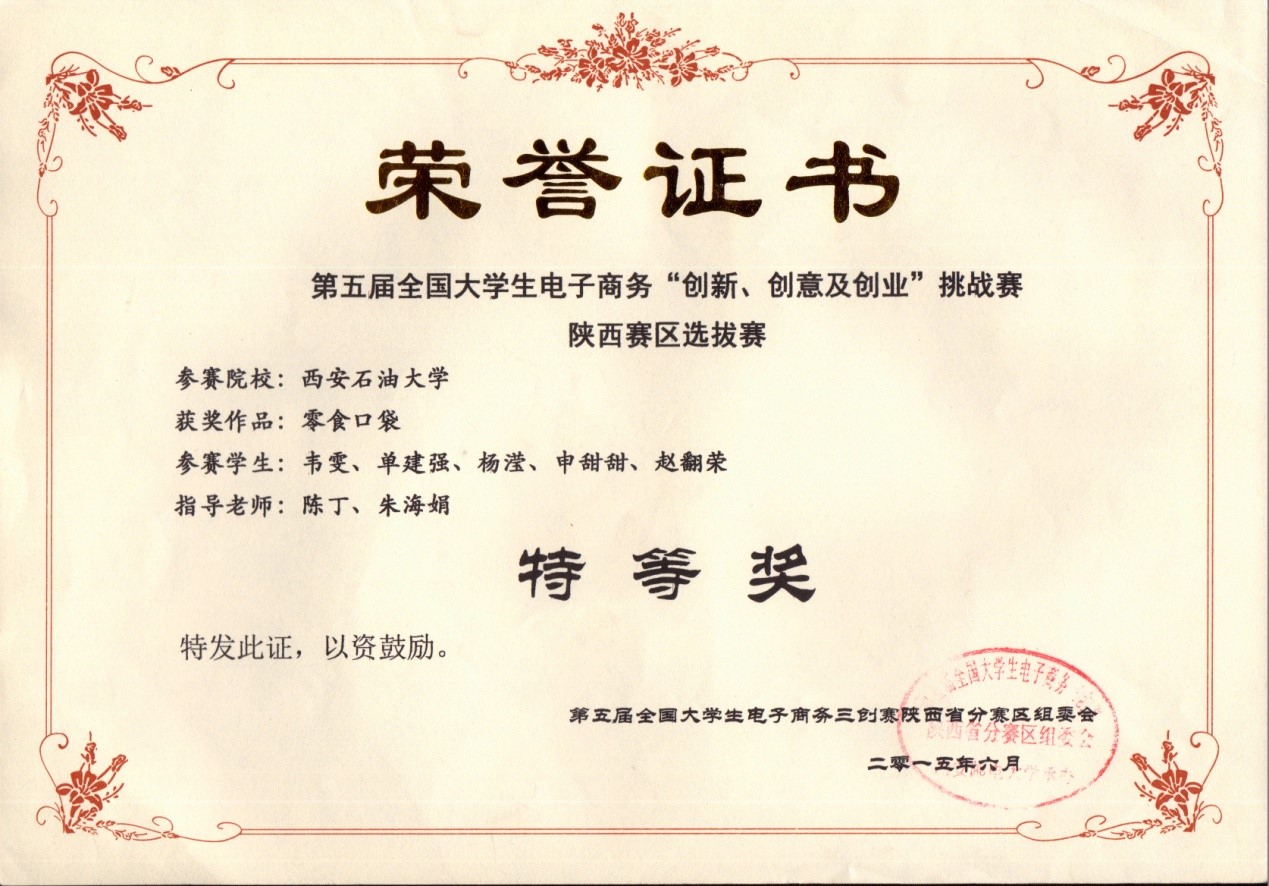 荣誉证书
第五届全国大学生电子商务“创新、创意及创业”挑战赛
陕西赛区选拔赛
参赛院校：西安石油大学
获奖作品：零食口袋
参赛学生：韦雯、单建强、杨滢、申甜甜、赵翻荣
指导老师：陈丁、朱海娟
特等奖
特发此证，以资鼓励。
全国大学生电子商务
第五届全国大学生电子商务三创赛陕西省分赛区组委会
陕西省分赛区组委会
二零一五年六月